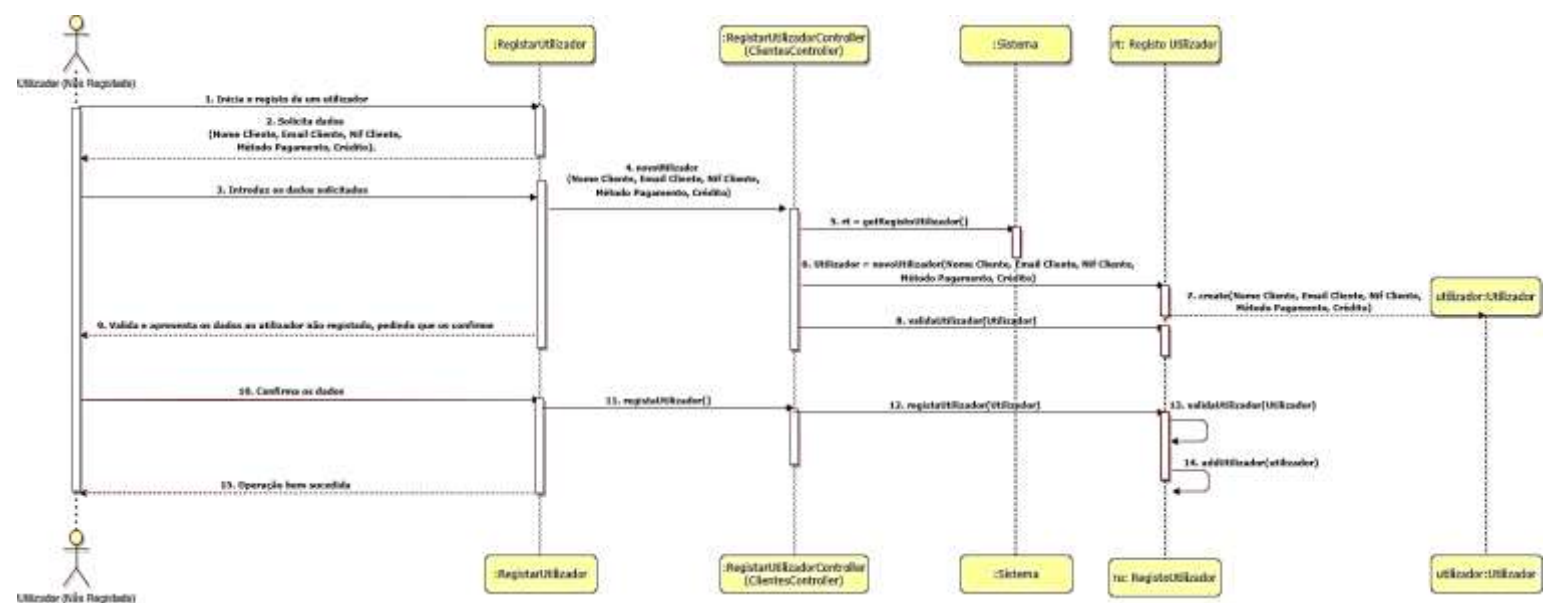 :RegistarUtilizador
:RegistarUtilizadorController
(ClientesController)
:Sistema
rt: Registo Utilizador
Utilizador (Não Registado)
1. Inicia o registo de um utilizador
2. Solicita dados
(Nome Cliente, Email Cliente, Nif Cliente,
Método Pagamento, Crédito).
4. novoUtilizador
(Nome Cliente, Email Cliente, Nif Cliente,
Método Pagamento, Crédito)
3. Introduz os dados solicitados
5. rt = getRegistoUtilizador()
6. Utilizador = novoUtilizador(Nome Cliente, Email Cliente, Nif Cliente,
Método Pagamento, Crédito)
7. create(Nome Cliente, Email Cliente, Nif Cliente,
Método Pagamento, Crédito)
utilizador:Utilizador
8. validaUtilizador(Utilizador)
9. Valida e apresenta os dados ao utilizador não registado, pedindo que os confirme
10. Confirma os dados
11. registaUtilizador()
12. registaUtilizador(Utilizador)
13. validaUtilizador(Utilizador)
14. addUtilizador(utilizador)
15. Operação bem sucedida
:RegistarUtilizador
:RegistarUtilizadorController
(ClientesController)
:Sistema
RegistoUtilizador
utilizador:Utilizador
Utilizador (Não Registado)